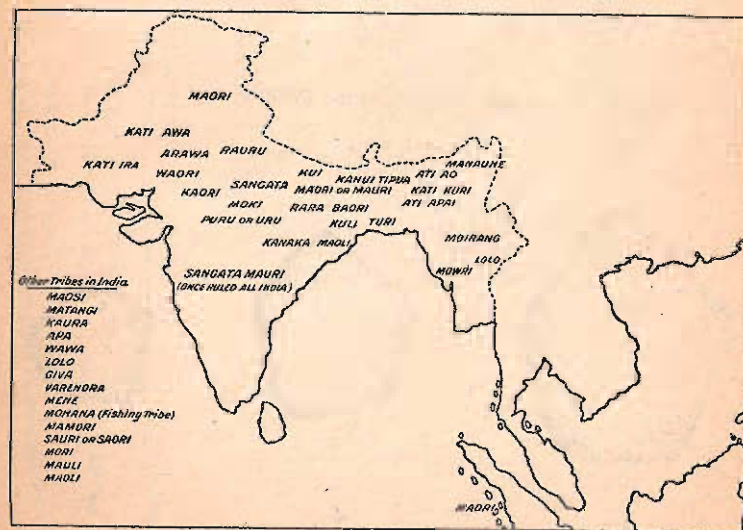 MAORI
KATI AWA
ARAWA RAURU
KATI IRA
WAORI
KUI
KAHUI TIPUA
ATI AO
MANAUNE
KAORI
SANGATA
MAORI OR MAURI
KATI KURI
MOKI
RARA BAORI
ATI APAI
PURU OR URU
KULI TURI
KANAKA MAOLI
MOIRANG
LOLO
MOWRI
SANGATA MAURI
(ONCE RULED ALL INDIA)
Other Tribes in India
MAOSI
MATANGI
KAURA
APA
WAWA
LOLO
GIVA
VARENDRA
MENE
MOHANA (Fishing Tribe)
MAMORI
SAURI OR SAORI
MORI
MAULI
MAOLI
MADRI